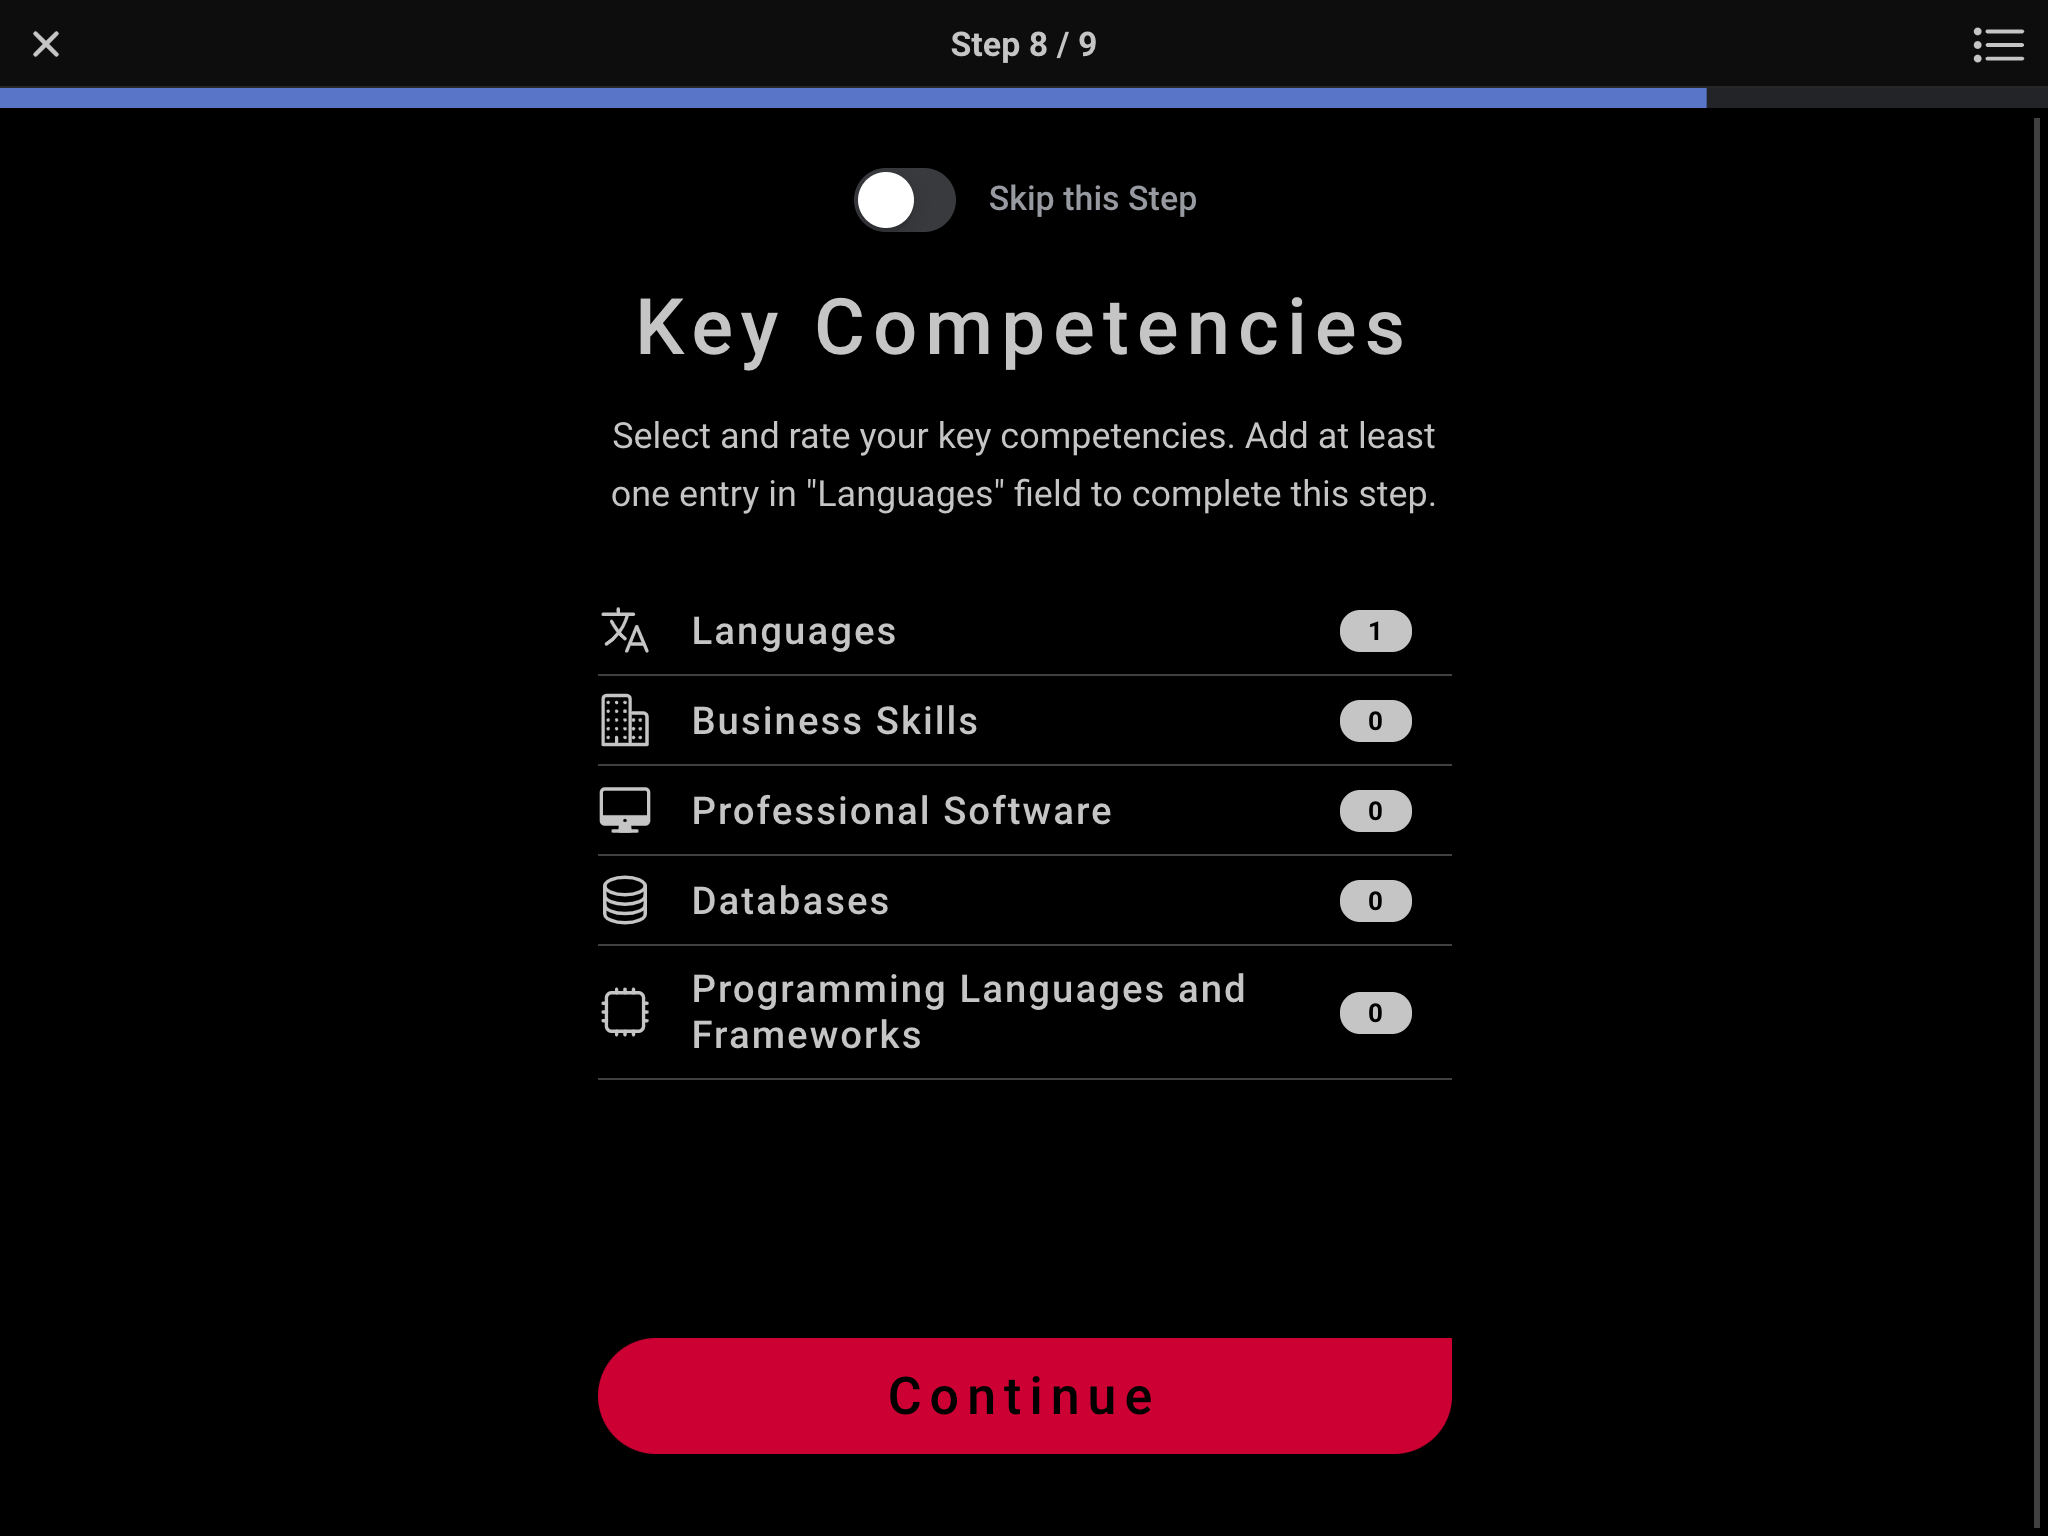 Step 8 / 9
Skip this Step
Key Competencies
Select and rate your key competencies. Add at least
one entry in "Languages" field to complete this step.
Languages
1
Business Skills
0
Professional Software
0
Databases
0
Programming Languages and
Frameworks
0
Continue